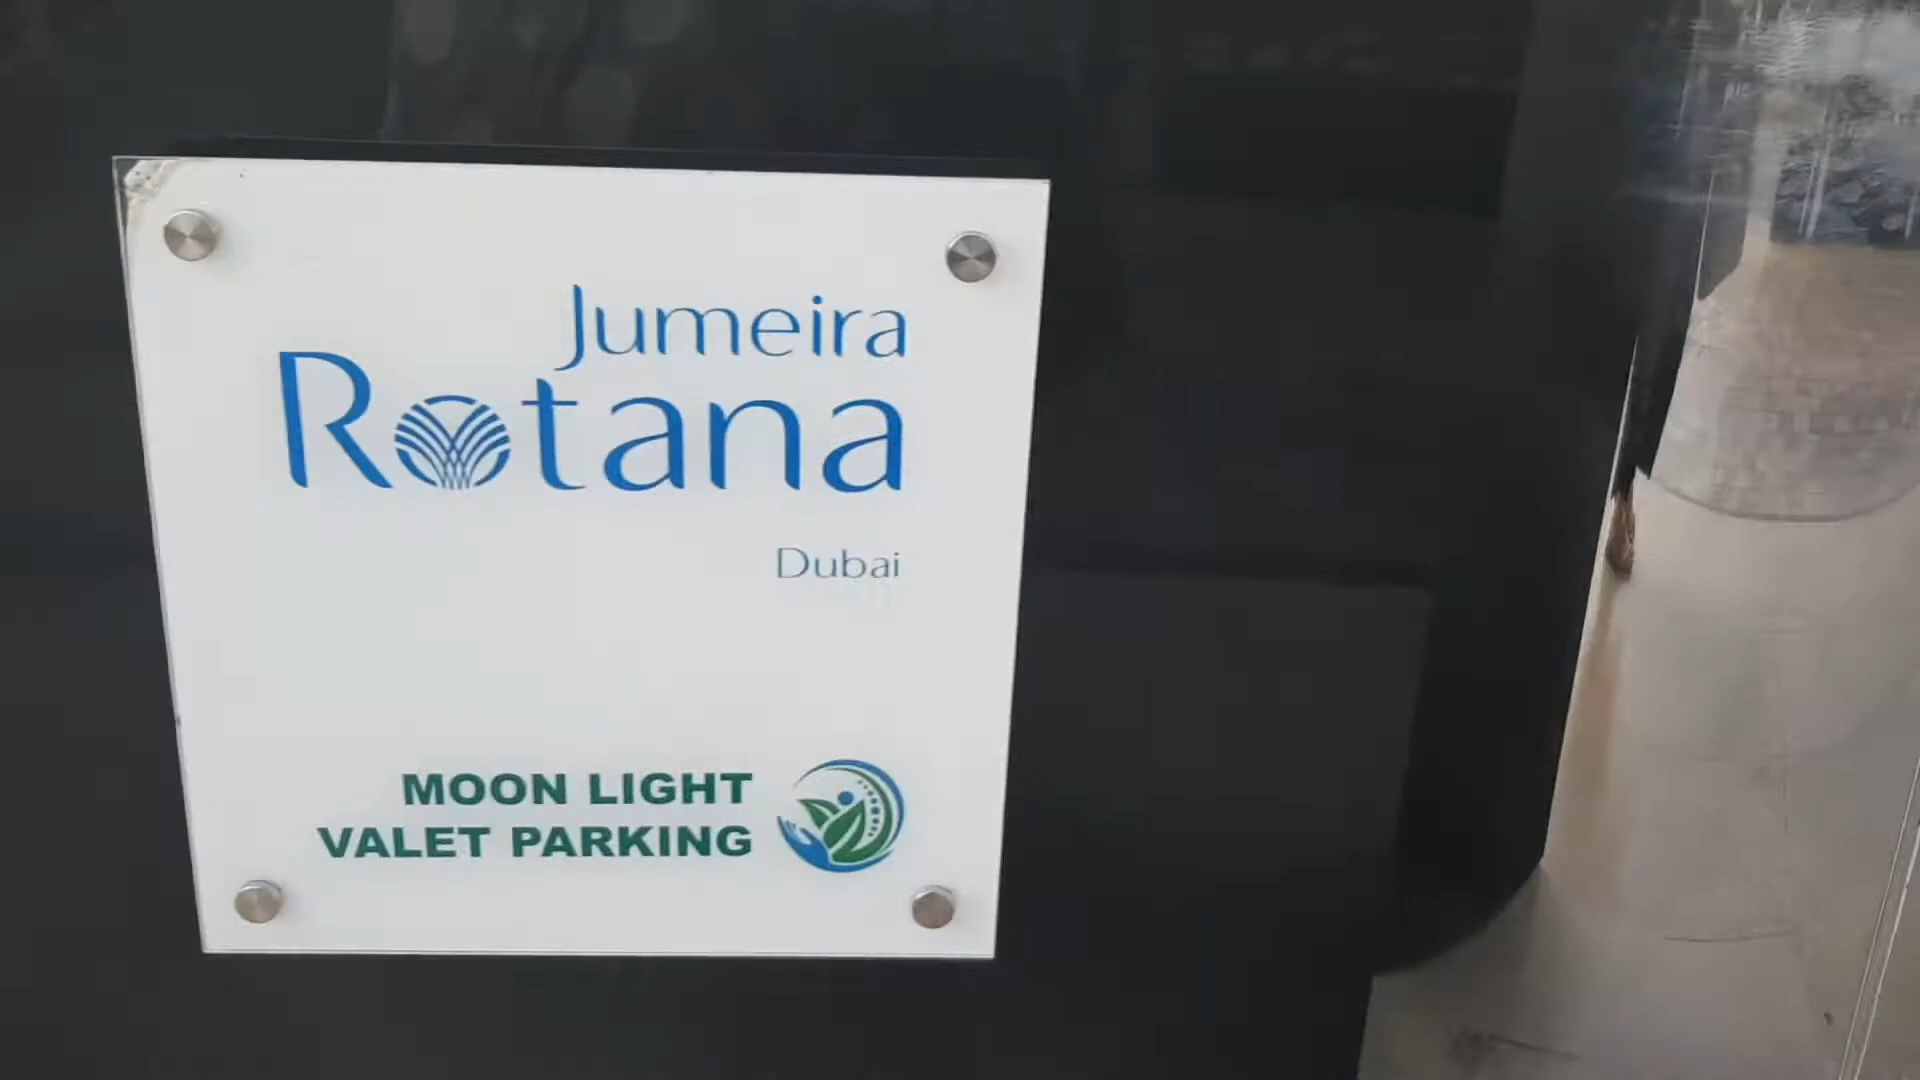 Jumeira
Rotana
Dubai
MOON LIGHT
VALET PARKING